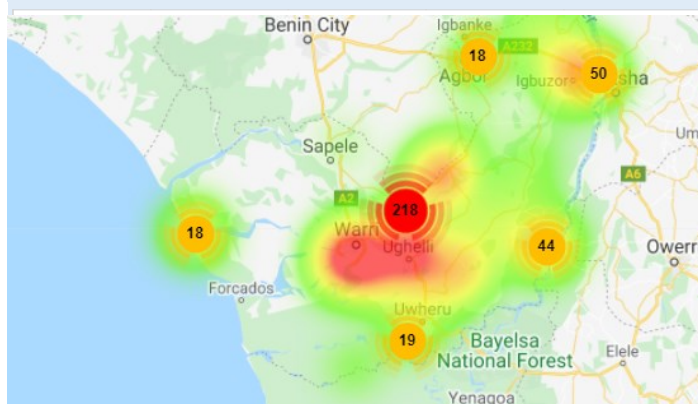 Benin City
Igbanke
18
A232
Agbor
Igbuzor
50
sha
Um
Sapele
A6
A2
218
18
Warri
Ughelli
44
Owerr
Forcados
Uwheru
19
Bayelsa
National Forest
Elele
Yenagoa